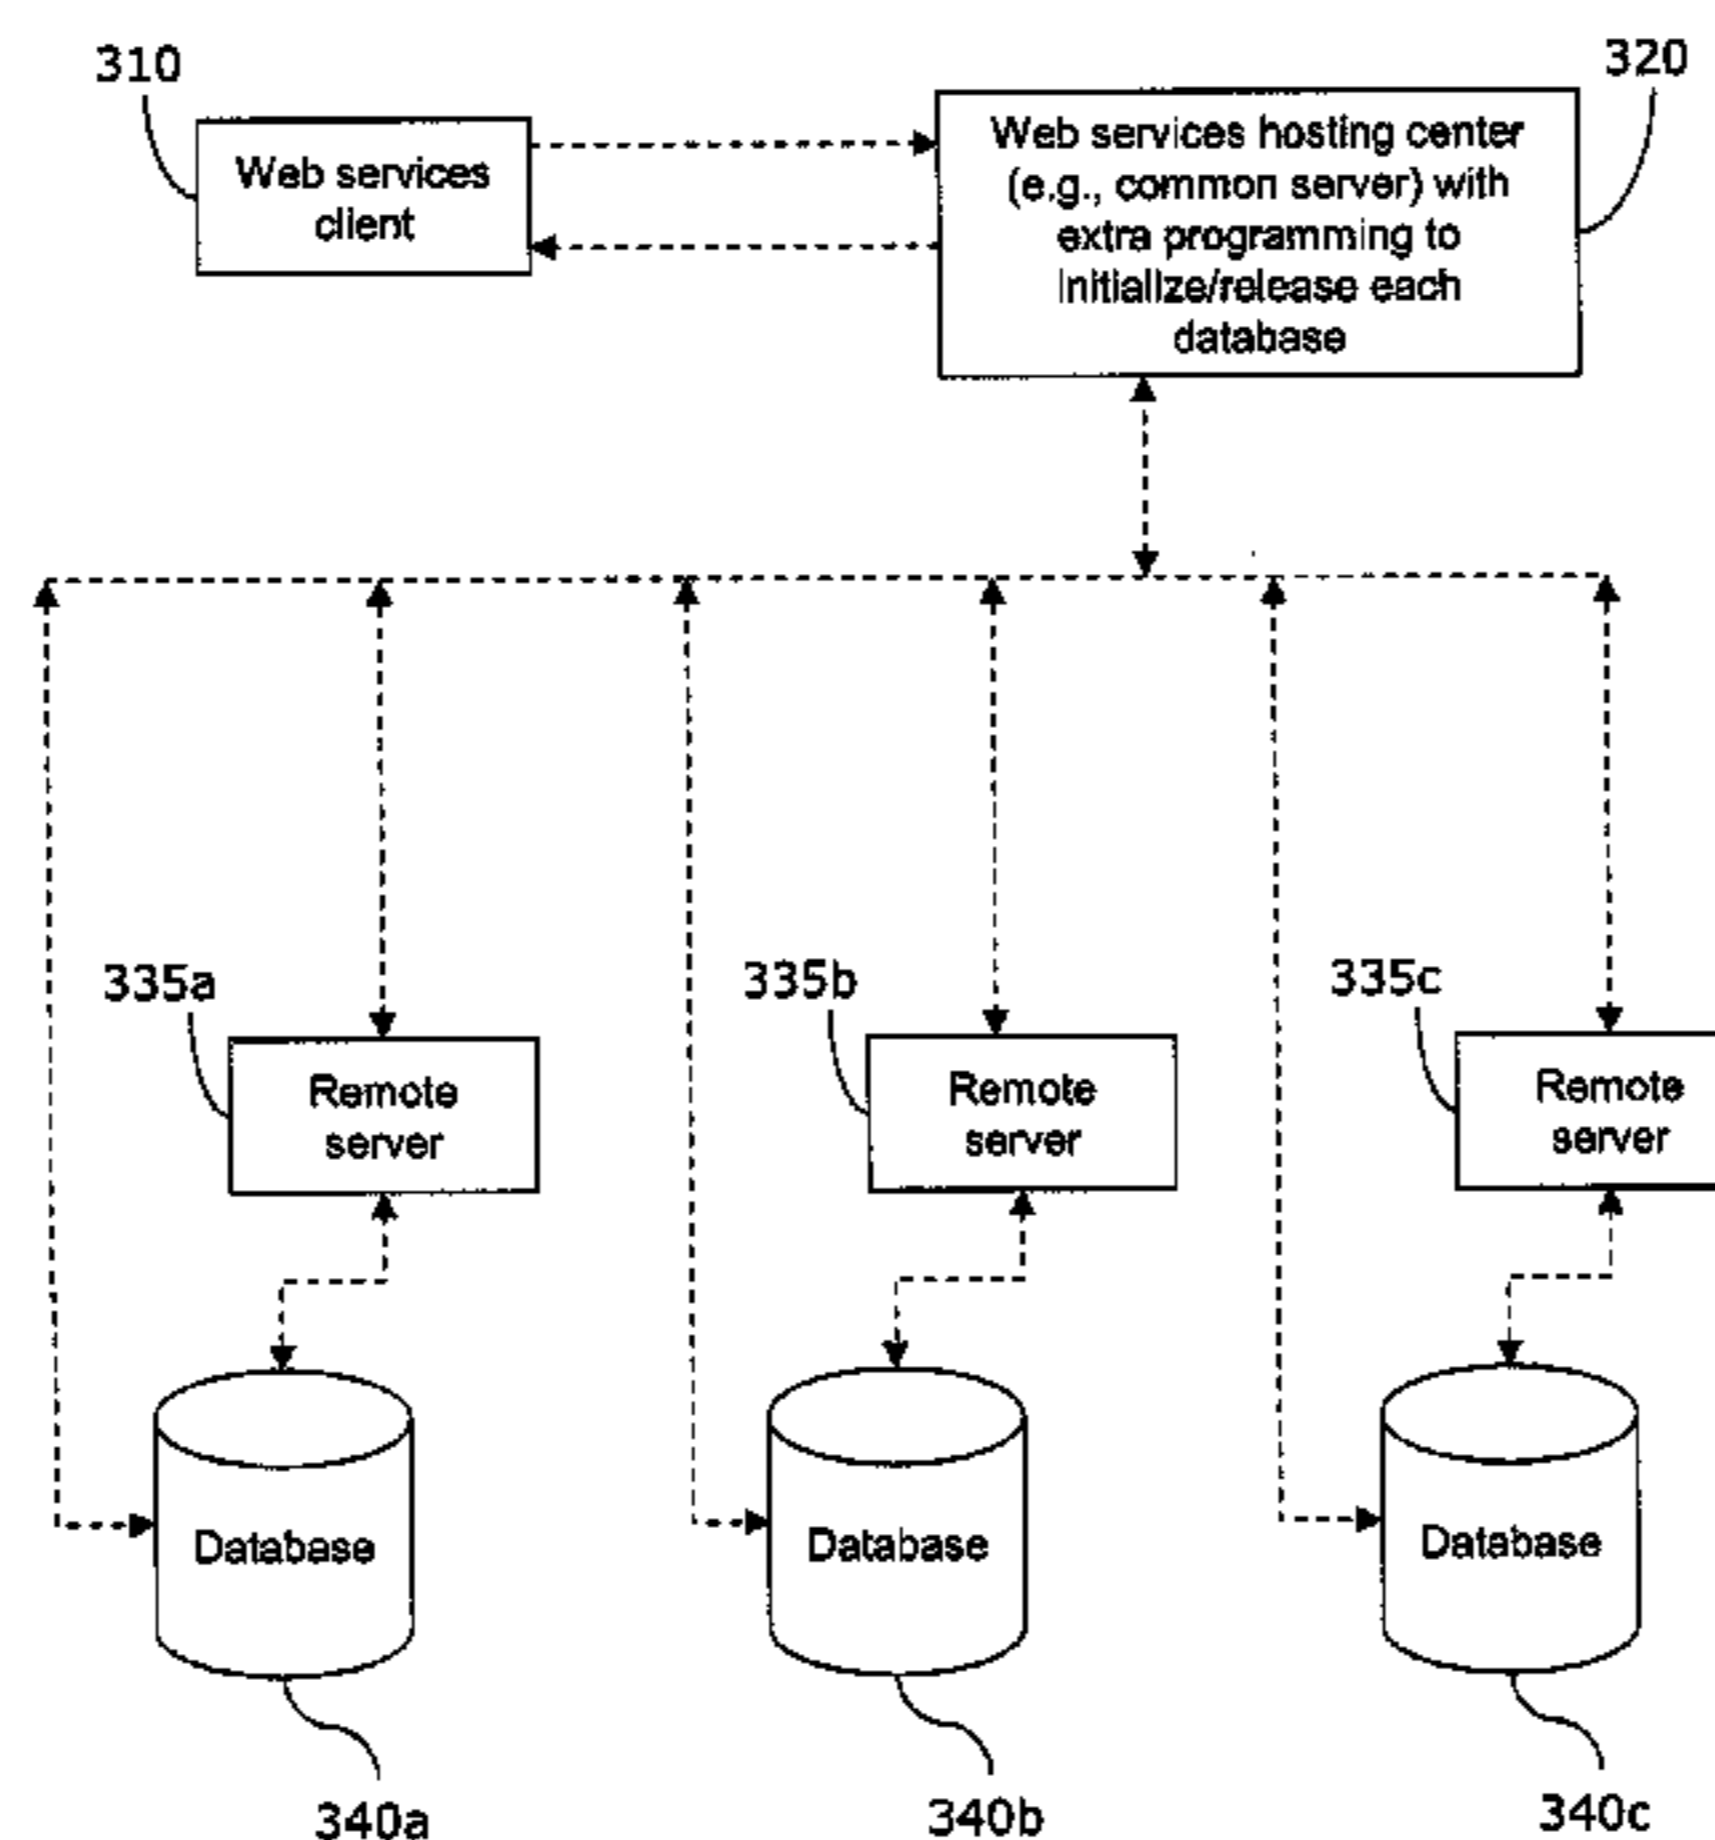 310
320
Web services
client
Web services hosting center
(e.g., common server) with
extra programming to
initialize/release each
database
335a
335b
335c
Remote
server
Remote
server
Remote
server
Database
Database
Database
340a
340b
340c